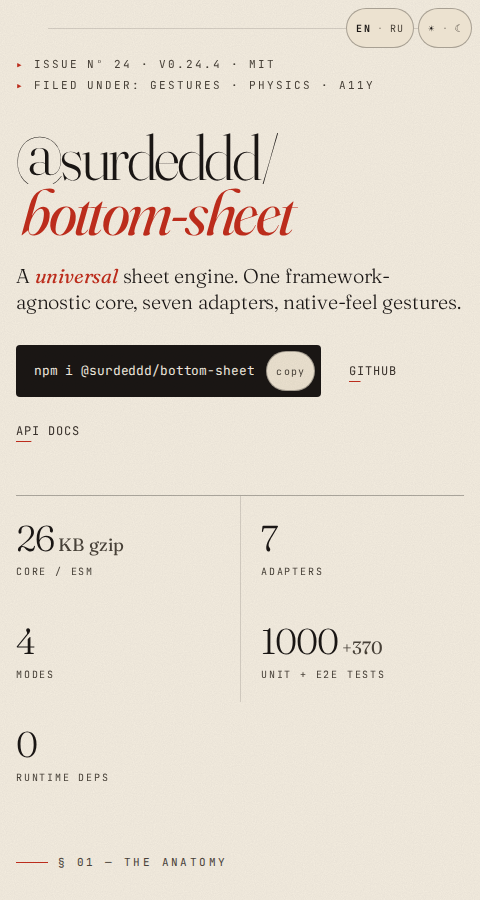 EN · RU
☀ · ☾
▸ ISSUE N° 24 · V0.24.4 · MIT
▸ FILED UNDER: GESTURES · PHYSICS · A11Y
@surdeddd/
bottom-sheet
A universal sheet engine. One framework-
agnostic core, seven adapters, native-feel gestures.
npm i @surdeddd/bottom-sheet copy
GITHUB
API DOCS
26 KB gzip
CORE / ESM
7
ADAPTERS
4
MODES
1000 +370
UNIT + E2E TESTS
0
RUNTIME DEPS
§ 01 — THE ANATOMY